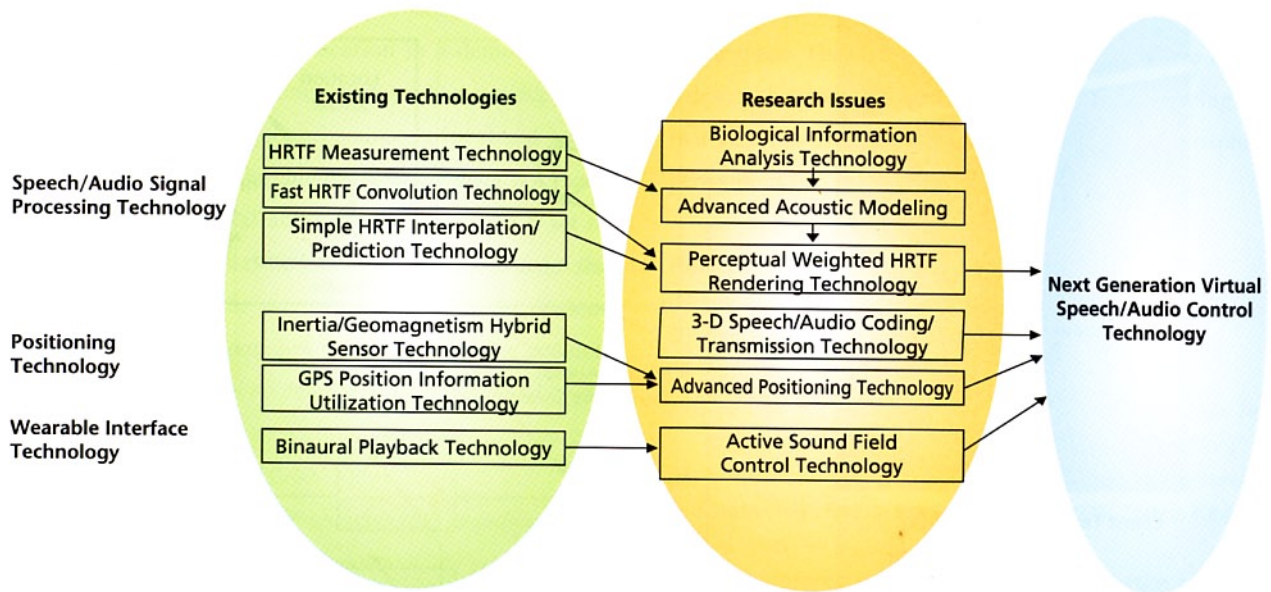 Existing Technologies
Research Issues
Speech/Audio Signal
Processing Technology
HRTF Measurement Technology
Fast HRTF Convolution Technology
Simple HRTF Interpolation/
Prediction Technology
Positioning
Technology
Inertia/Geomagnetism Hybrid
Sensor Technology
GPS Position Information
Utilization Technology
Wearable Interface
Technology
Binaural Playback Technology
Biological Information
Analysis Technology
Advanced Acoustic Modeling
Perceptual Weighted HRTF
Rendering Technology
3-D Speech/Audio Coding/
Transmission Technology
Advanced Positioning Technology
Active Sound Field
Control Technology
Next Generation Virtual
Speech/Audio Control
Technology